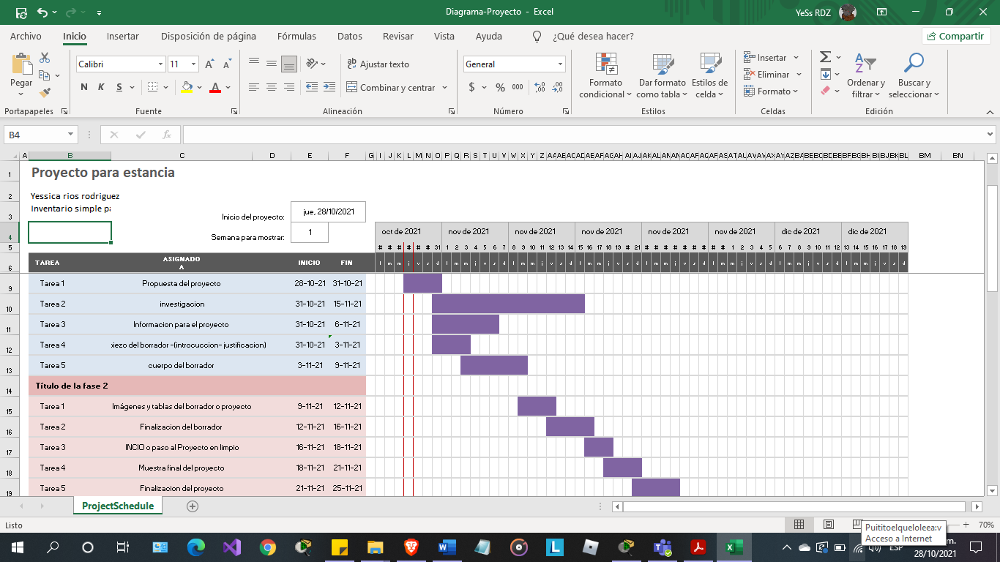 Diagrama-Proyecto - Excel
YeSs RDZ
Archivo Inicio Insertar Disposición de página Fórmulas Datos Revisar Vista Ayuda ¿Qué desea hacer? Compartir
Pegar
Calibri 11
N K S
Ajustar texto
Combinar y centrar
General
$ % 000
Formato condicional
Dar formato como tabla
Estilos de celda
Insertar
Eliminar
Formato
Ordenar y filtrar
Buscar y seleccionar
Portapapeles Fuente Alineación Número Estilos Celdas Edición
B4
A B C D E F G I J K L M N O P Q R S T U V W X Y Z
BM BN
1 Proyecto para estancia
2 Yessica rios rodriguez
Inventario simple pa
3 Inicio del proyecto: jue, 28/10/2021
4 Semana para mostrar: 1
oct de 2021 nov de 2021 nov de 2021 nov de 2021 nov de 2021 nov de 2021 dic de 2021 dic de 2021
5 # # # # # # 31 1 2 3 4 5 6 7 8 9 # # # # 14 15 16 17 18 19 # 21 # # # # # # # # # 1 2 3 4 5 6 7 8 9 10 11 12 13 14 15 16 17 18 19
6 TAREA ASIGNADO A INICIO FIN
l m m j v s d l m m j v s d l m m j v s d l m m j v s d l m m j v s d l m m j v s d l m m j v s d l m m j v s d
9 Tarea 1 Propuesta del proyecto 28-10-21 31-10-21
10 Tarea 2 investigacion 31-10-21 15-11-21
11 Tarea 3 Informacion para el proyecto 31-10-21 6-11-21
12 Tarea 4 piezo del borrador -(introcuccion- justificacion) 31-10-21 3-11-21
13 Tarea 5 cuerpo del borrador 3-11-21 9-11-21
14 Título de la fase 2
15 Tarea 1 Imágenes y tablas del borrador o proyecto 9-11-21 12-11-21
16 Tarea 2 Finalizacion del borrador 12-11-21 16-11-21
17 Tarea 3 INCIO o paso al Proyecto en limpio 16-11-21 18-11-21
18 Tarea 4 Muestra final del proyecto 18-11-21 21-11-21
19 Tarea 5 Finalizacion del proyecto 21-11-21 25-11-21
ProjectSchedule
Listo
70%
Puititoelqueloleea:v
Acceso a Internet
ESP
28/10/2021